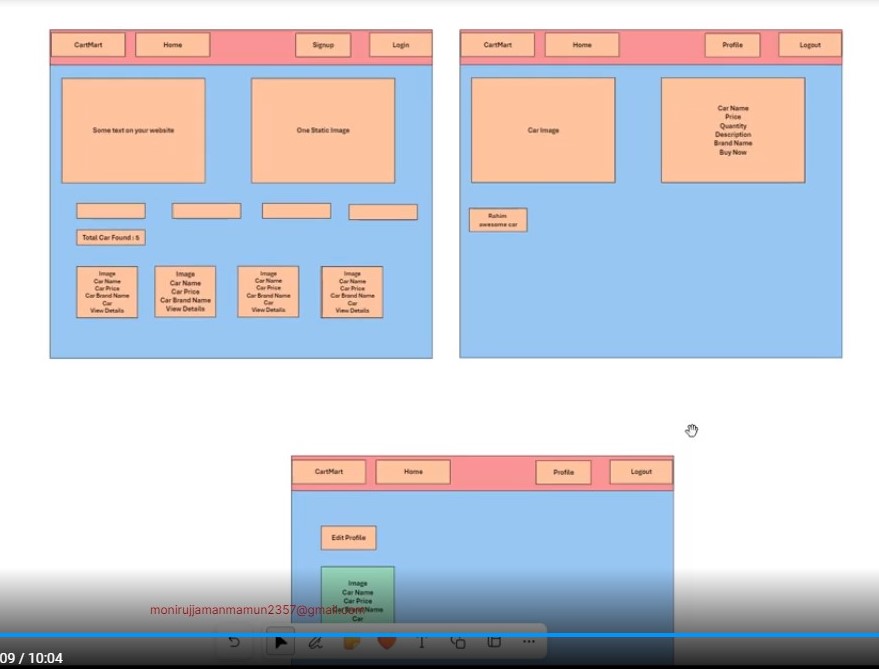 CartMart Home Signup Login
Some text on your website
One Static Image
Total Car Found : 5
Image
Car Name
Car Price
Car Brand Name
Car
View Details
Image
Car Name
Car Price
Car Brand Name
View Details
Image
Car Name
Car Price
Car Brand Name
Car
View Details
Image
Car Name
Car Price
Car Brand Name
Car
View Details
CartMart Home Profile Logout
Car Image
Car Name
Price
Quantity
Description
Brand Name
Buy Now
Rahim
awesome car
CartMart Home Profile Logout
Edit Profile
Image
Car Name
Car Price
Car Brand Name
Car
monirujjamanmamun2357@gmail.com
09 / 10:04